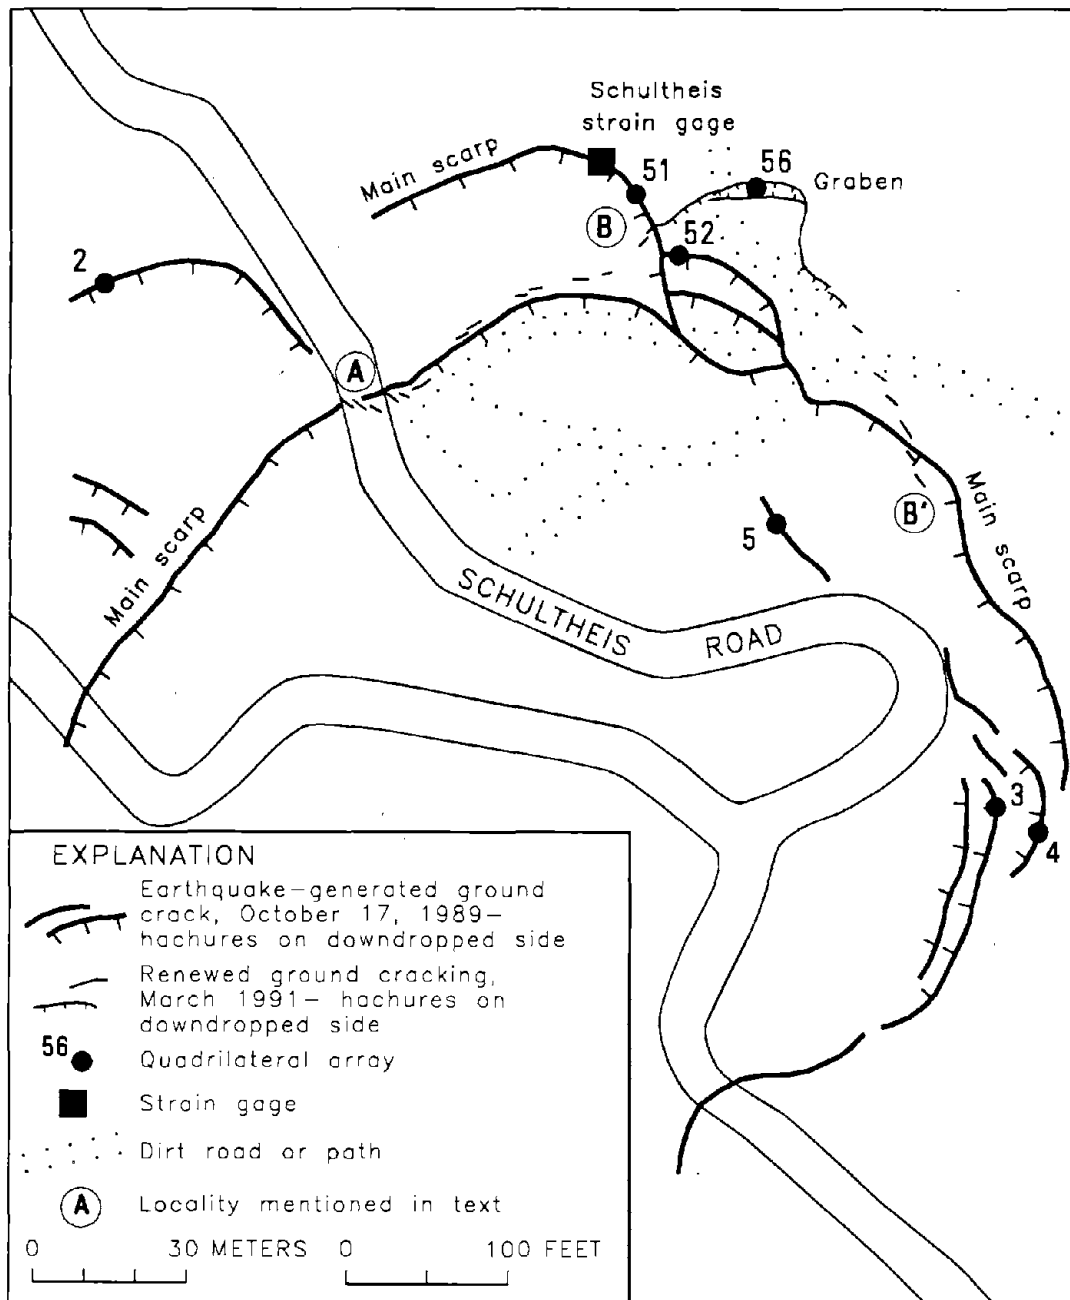 Schultheis
strain gage
Main scarp
51
56
Graben
B
52
2
A
Main scarp
5
B'
Main scarp
SCHULTHEIS ROAD
3
4
EXPLANATION
Earthquake-generated ground
crack, October 17, 1989-
hachures on downdropped side
Renewed ground cracking,
March 1991- hachures on
downdropped side
56
Quadrilateral array
Strain gage
Dirt road or path
A Locality mentioned in text
0 30 METERS 0 100 FEET